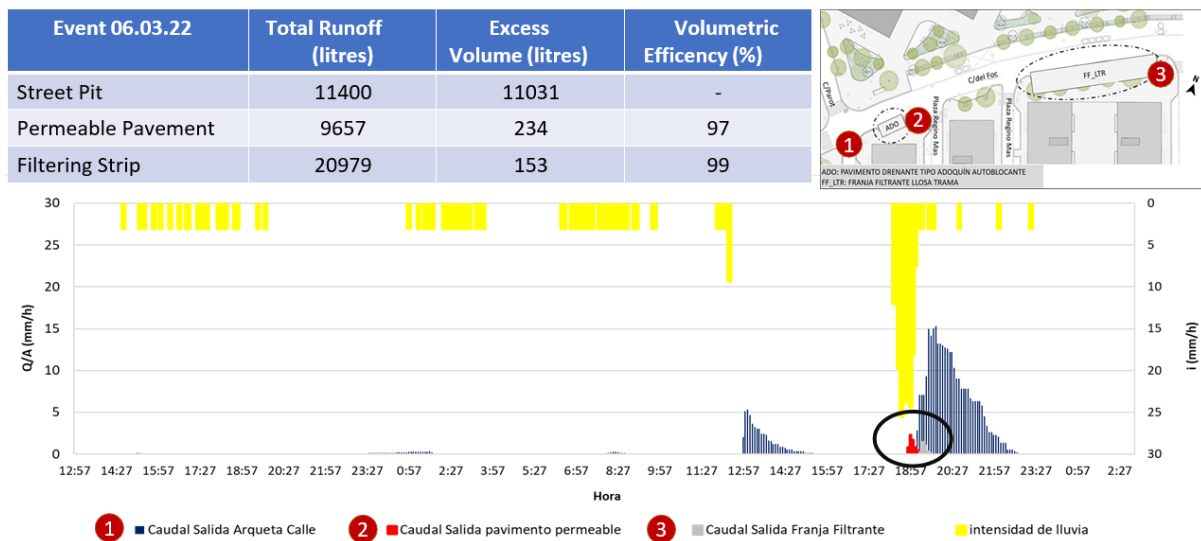 Event 06.03.22 Total Runoff (litres) Excess Volume (litres) Volumetric Efficency (%)
Street Pit 11400 11031 -
Permeable Pavement 9657 234 97
Filtering Strip 20979 153 99
C/Parot
C/del Foc
FF_LTR
3
N
ADO
2
1
Plaza Regino Mas
Plaza Regino Mas
ADO: PAVIMENTO DRENANTE TIPO ADOQUÍN AUTOBLOCANTE
FF_LTR: FRANJA FILTRANTE LLOSA TRAMA
Q/A (mm/h)
30
25
20
15
10
5
0
0
5
10
15
20
25
30
i (mm/h)
12:57 14:27 15:57 17:27 18:57 20:27 21:57 23:27 0:57 2:27 3:57 5:27 6:57 8:27 9:57 11:27 12:57 14:27 15:57 17:27 18:57 20:27 21:57 23:27 0:57 2:27
Hora
1 Caudal Salida Arqueta Calle 2 Caudal Salida pavimento permeable 3 Caudal Salida Franja Filtrante intensidad de lluvia